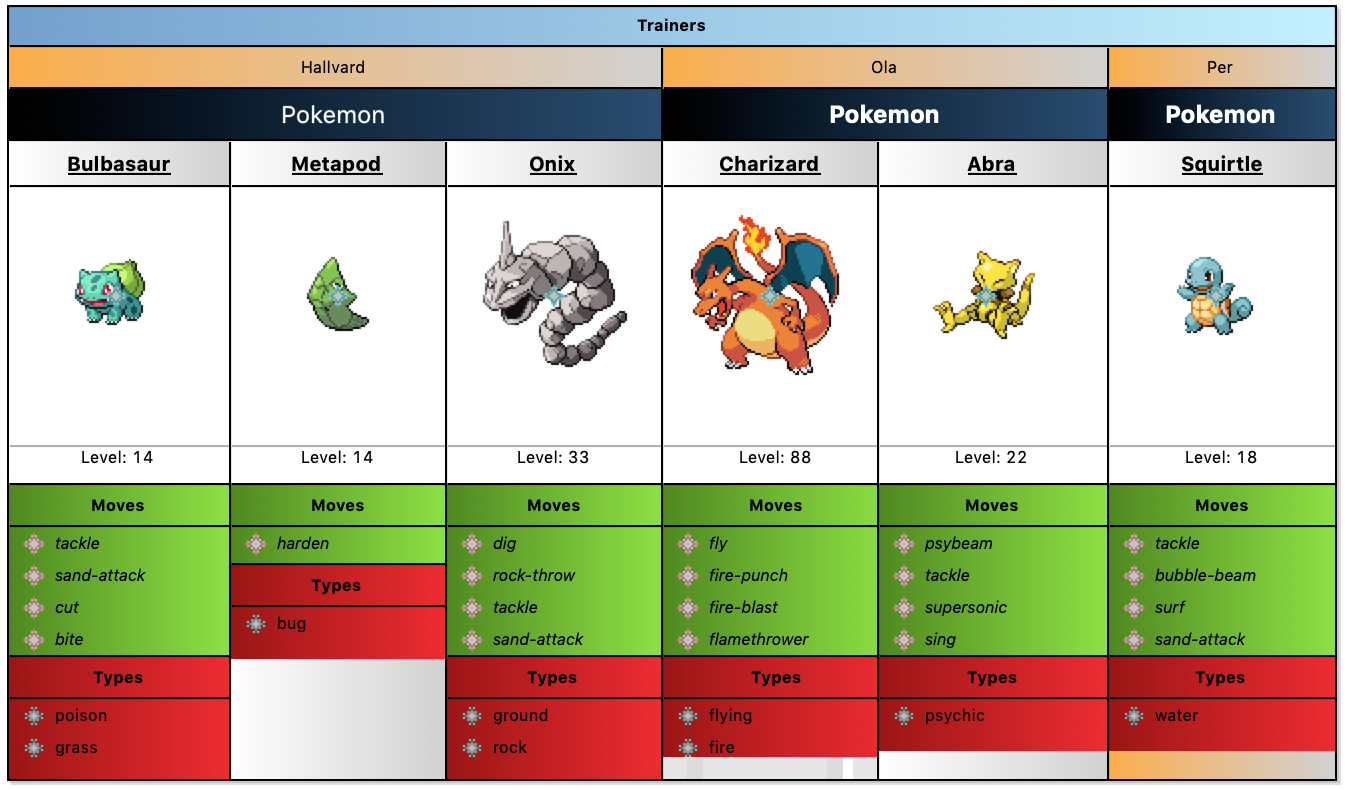 Trainers
Hallvard
Ola
Per
Pokemon
Pokemon
Pokemon
Bulbasaur
Metapod
Onix
Charizard
Abra
Squirtle
Level: 14
Level: 14
Level: 33
Level: 88
Level: 22
Level: 18
Moves
tackle
sand-attack
cut
bite
Types
poison
grass
Moves
harden
Types
bug
Moves
dig
rock-throw
tackle
sand-attack
Types
ground
rock
Moves
fly
fire-punch
fire-blast
flamethrower
Types
flying
fire
Moves
psybeam
tackle
supersonic
sing
Types
psychic
Moves
tackle
bubble-beam
surf
sand-attack
Types
water